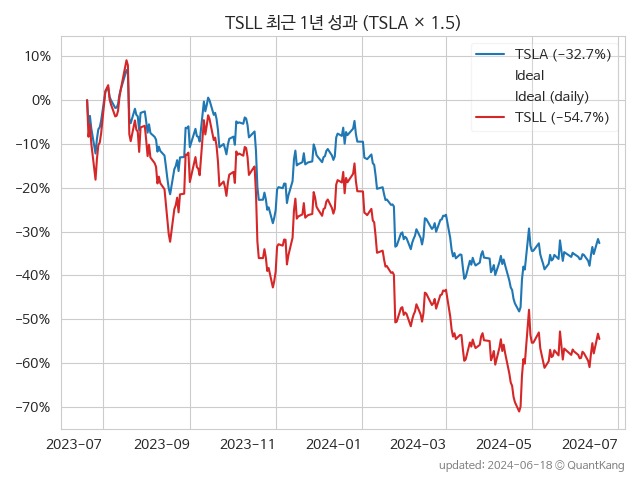 TSLL 최근 1년 성과 (TSLA × 1.5)
TSLA (−32.7%)
Ideal
Ideal (daily)
TSLL (−54.7%)
10%
0%
−10%
−20%
−30%
−40%
−50%
−60%
−70%
2023−07 2023−09 2023−11 2024−01 2024−03 2024−05 2024−07
updated: 2024−06−18 © QuantKang